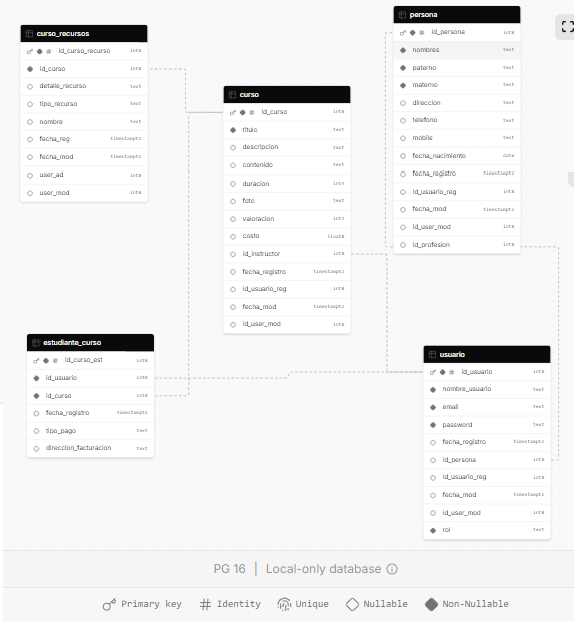 curso_recursos
id_curso_recurso int8
id_curso int8
detalle_recurso text
tipo_recurso text
nombre text
fecha_reg timestamptz
fecha_mod timestamptz
user_ad int8
user_mod int8
curso
id_curso int8
titulo text
descripcion text
contenido text
duracion int4
foto text
valoracion int4
costo float8
id_instructor int8
fecha_registro timestamptz
id_usuario_reg int8
fecha_mod timestamptz
id_user_mod int8
persona
id_persona int8
nombres text
paterno text
materno text
direccion text
telefono text
mobile text
fecha_nacimiento date
fecha_registro timestamptz
id_usuario_reg int8
fecha_mod timestamptz
id_user_mod int8
id_profesion int8
estudiante_curso
id_curso_est int8
id_usuario int8
id_curso int8
fecha_registro timestamptz
tipo_pago text
direccion_facturacion text
usuario
id_usuario int8
nombre_usuario text
email text
password text
fecha_registro timestamptz
id_persona int8
id_usuario_reg int8
fecha_mod timestamptz
id_user_mod int8
rol text
PG 16 | Local-only database
Primary key # Identity Unique Nullable Non-Nullable